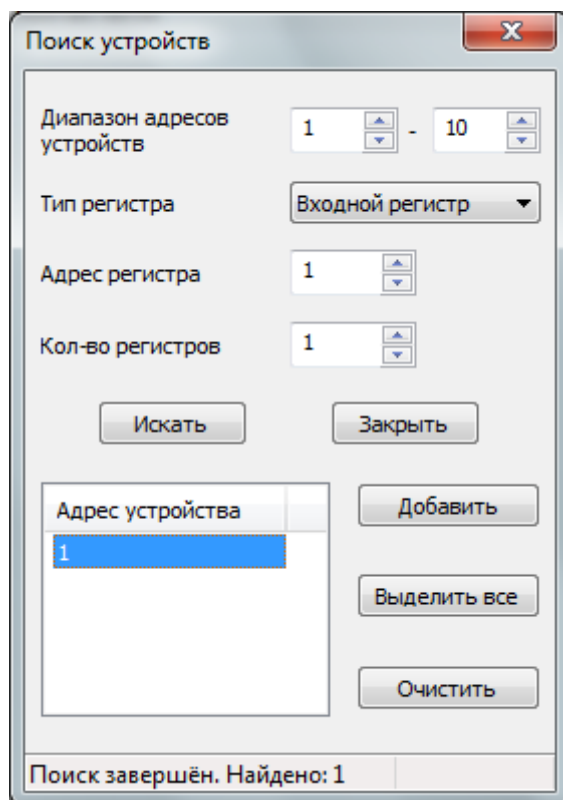 Поиск устройств
Диапазон адресов
устройств
1 - 10
Тип регистра
Входной регистр
Адрес регистра
1
Кол-во регистров
1
Искать
Закрыть
Адрес устройства
Добавить
1
Выделить все
Очистить
Поиск завершён. Найдено: 1